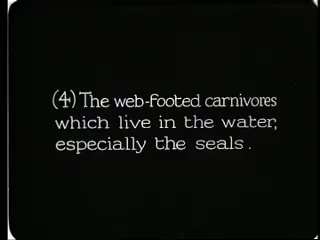 (4) The web-footed carnivores
which live in the water,
especially the seals.